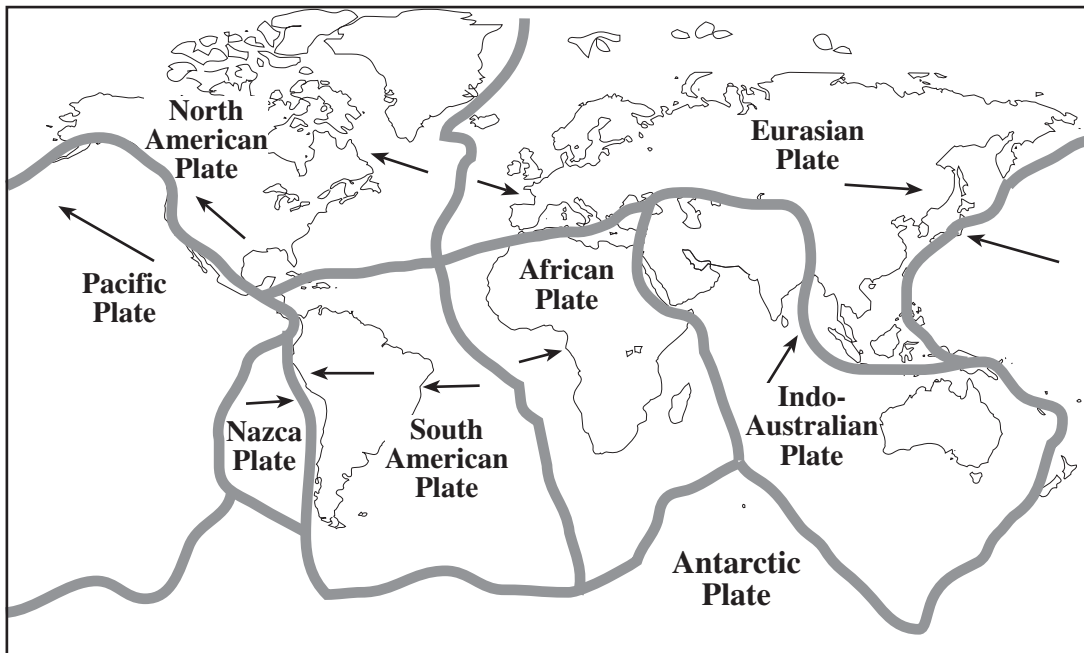 North
American
Plate
Eurasian
Plate
Pacific
Plate
African
Plate
Nazca
Plate
South
American
Plate
Indo-
Australian
Plate
Antarctic
Plate